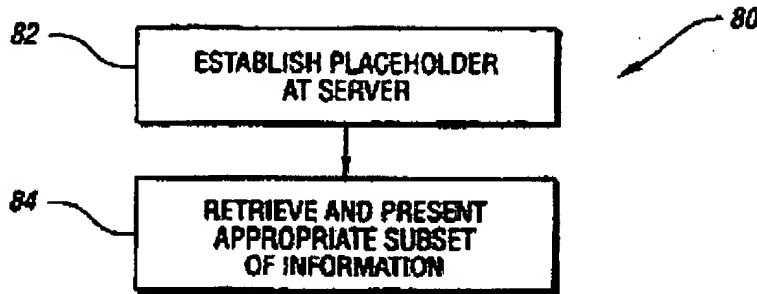 82
80
ESTABLISH PLACEHOLDER
AT SERVER
84
RETRIEVE AND PRESENT
APPROPRIATE SUBSET
OF INFORMATION